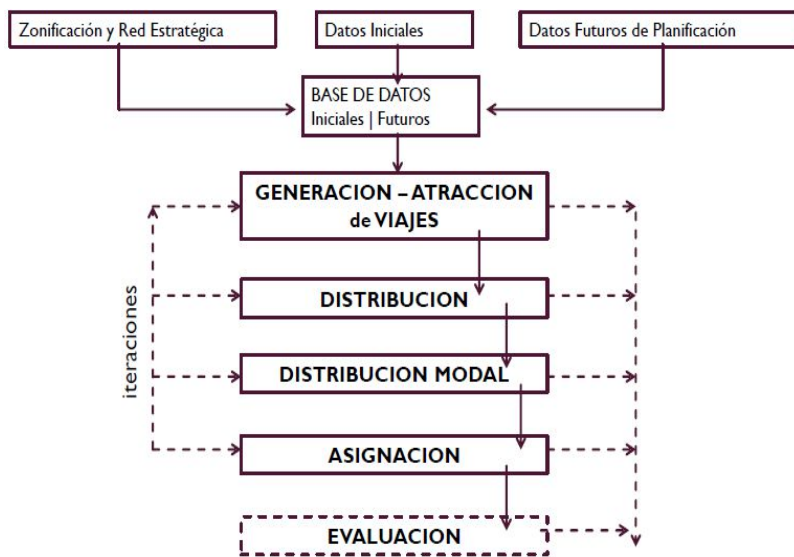 Zonificación y Red Estratégica
Datos Iniciales
Datos Futuros de Planificación
BASE DE DATOS
Iniciales | Futuros
GENERACION – ATRACCION
de VIAJES
DISTRIBUCION
DISTRIBUCION MODAL
ASIGNACION
EVALUACION
iteraciones